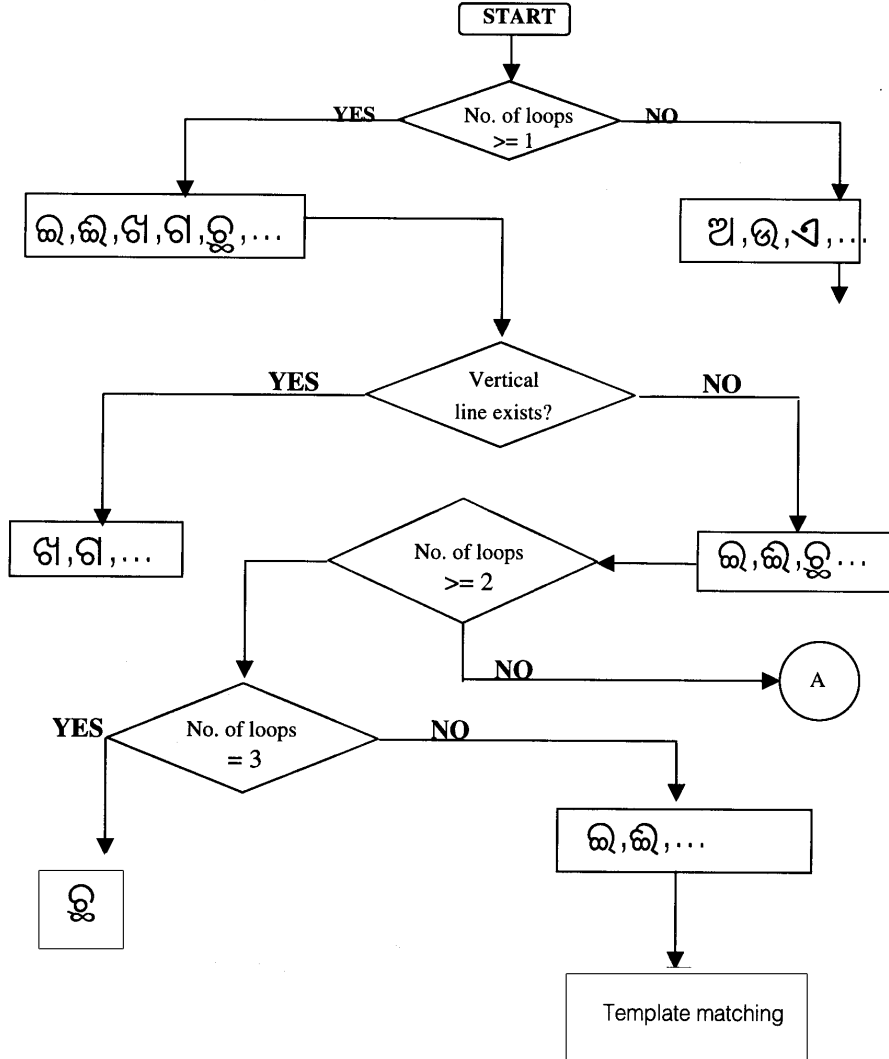 START
No. of loops
>= 1
YES
NO
ଇ,ଈ,ଖ,ଗ,ଚ୍ଛ,...
ଅ,ଉ,ଏ,...
Vertical
line exists?
YES
NO
ଖ,ଗ,...
No. of loops
>= 2
ଇ,ଈ,ଚ୍ଛ...
NO
A
YES
No. of loops
= 3
NO
ଇ,ଈ,...
ଚ୍ଛ
Template matching